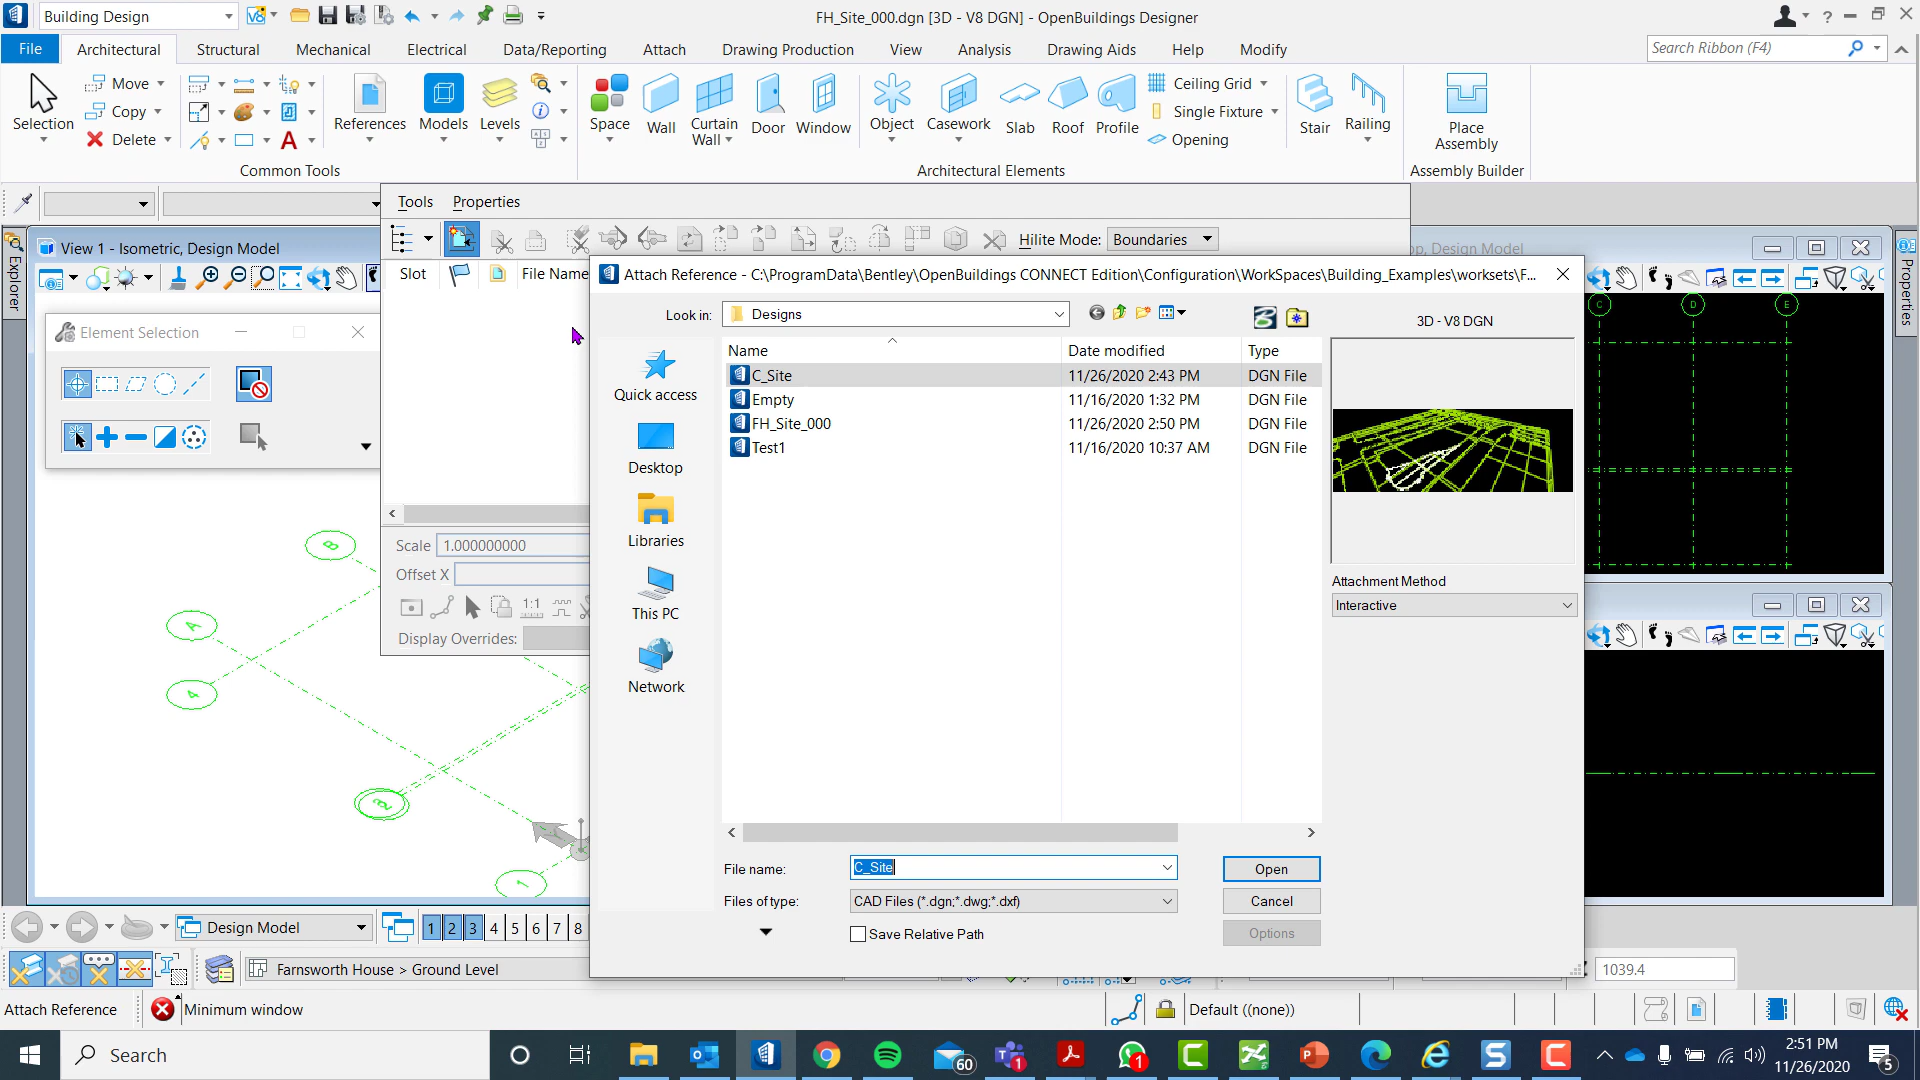 Building Design
FH_Site_000.dgn [3D - V8 DGN] - OpenBuildings Designer
File
Architectural
Structural
Mechanical
Electrical
Data/Reporting
Attach
Drawing Production
View
Analysis
Drawing Aids
Help
Modify
Search Ribbon (F4)
Selection
Move
Copy
Delete
References
Models
Levels
Common Tools
Space
Wall
Curtain
Wall
Door
Window
Object
Casework
Slab
Roof
Profile
Ceiling Grid
Single Fixture
Opening
Stair
Railing
Architectural Elements
Place
Assembly
Assembly Builder
Tools
Properties
Hilite Mode:
Boundaries
Slot
File Name
Explorer
View 1 - Isometric, Design Model
op, Design Model
Properties
Element Selection
Attach Reference - C:\ProgramData\Bentley\OpenBuildings CONNECT Edition\Configuration\WorkSpaces\Building_Examples\worksets\F...
Look in:
Designs
3D - V8 DGN
Name
Date modified
Type
C_Site
11/26/2020 2:43 PM
DGN File
Empty
11/16/2020 1:32 PM
DGN File
FH_Site_000
11/26/2020 2:50 PM
DGN File
Test1
11/16/2020 10:37 AM
DGN File
Quick access
Desktop
Libraries
This PC
Network
Attachment Method
Interactive
File name:
C_Site
Open
Files of type:
CAD Files (*.dgn;*.dwg;*.dxf)
Cancel
Save Relative Path
Options
Scale
1.000000000
Offset X
1:1
Display Overrides:
C
D
E
B
A
4
1
Design Model
1 2 3 4 5 6 7 8
Farnsworth House > Ground Level
1039.4
Attach Reference
Minimum window
Default ((none))
Search
60
1
1
2:51 PM
11/26/2020
5